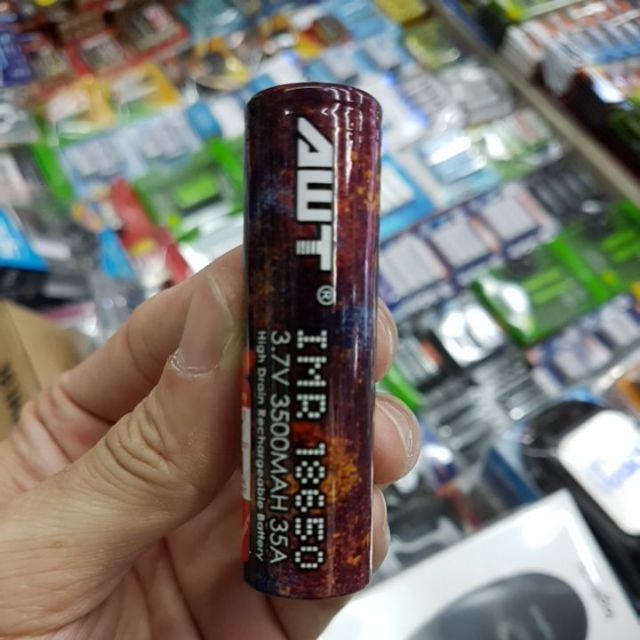 AWT®
IMR 18650
3.7V 3500MAH 35A
High Drain Rechargeable Battery